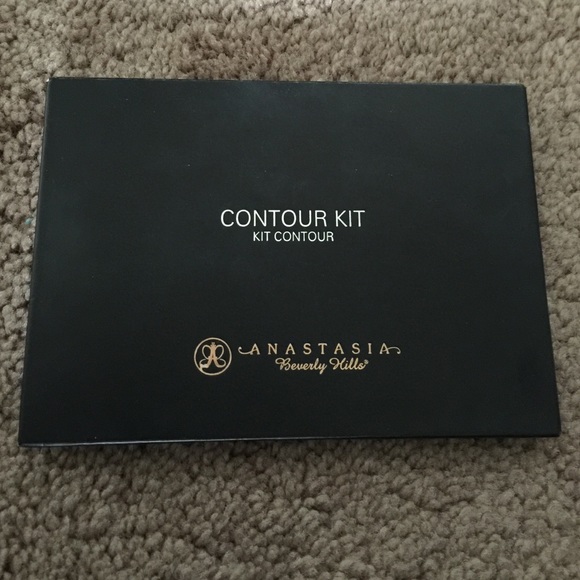 CONTOUR KIT
KIT CONTOUR
ANASTASIA
Beverly Hills®